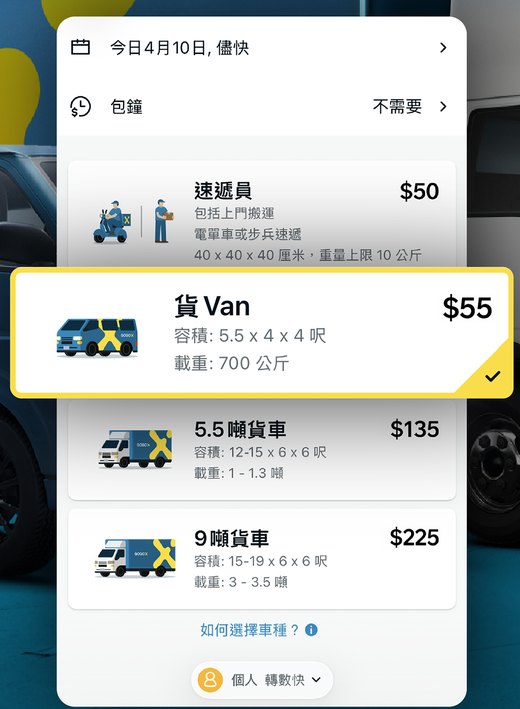 今日4月10日, 儘快
包鐘 不需要
速遞員 $50
包括上門搬運
電單車或步兵速遞
40 x 40 x 40 厘米，重量上限 10 公斤
貨 Van $55
容積: 5.5 x 4 x 4 呎
載重: 700 公斤
GOGOX
5.5噸貨車 $135
容積: 12-15 x 6 x 6 呎
載重: 1 - 1.3 噸
GOGO X
9噸貨車 $225
容積: 15-19 x 6 x 6 呎
載重: 3 - 3.5 噸
GOGO X
如何選擇車種？
個人 轉數快